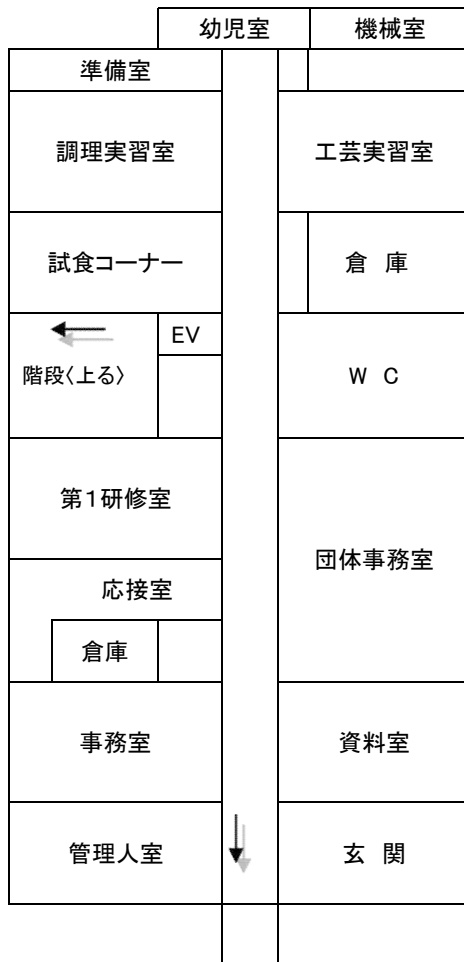 幼児室 機械室
準備室
調理実習室 工芸実習室
試食コーナー 倉 庫
EV
階段〈上る〉 W C
第1研修室
団体事務室
応接室
倉庫
事務室 資料室
管理人室 玄 関